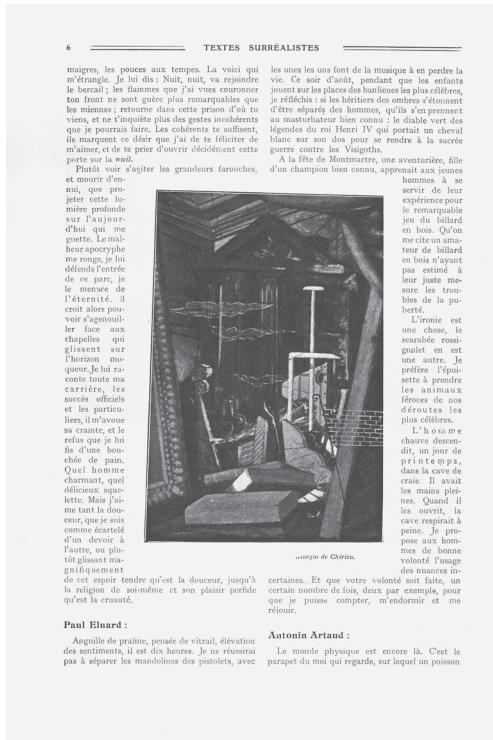 6
TEXTES SURRÉALISTES
maigres, les pouces aux tempes. La voici qui
m'étrangle. Je lui dis : Nuit, nuit, va rejoindre
le bercail ; les flammes que j'ai vues couronner
ton front ne sont guère plus remarquables que
les miennes ; retourne dans cette prison d'où tu
viens, et ne t'inquiète plus des gestes incohérents
que je pourrais faire. Les cohérents te suffisent,
ils marquent ce désir que j'ai de te féliciter de
m'aimer, et de te prier d'ouvrir décidément cette
porte sur la nuit.
Plutôt voir s'agiter les grandeurs farouches,
et mourir d'en-
nui, que pro-
jeter cette lu-
mière profonde
sur l'aujour-
d'hui qui me
guette. Le mal-
heur apocryphe
me ronge, je lui
défends l'entrée
de ce parc, je
le menace de
l'éternité. il
croit alors pou-
voir s'agenouil-
ler face aux
chapelles qui
glissent sur
l'horizon mo-
queur. Je lui ra-
conte toute ma
carrière, les
succès officiels
et les particu-
liers, il m'avoue
sa crainte, et le
refus que je lui
fis d'une bou-
chée de pain.
Quel homme
charmant, quel
délicieux sque-
lette. Mais j'ai-
me tant la dou-
ceur, que je suis
comme écartelé
d'un devoir à
l'autre, ou plu-
tôt glissant ma-
gnifiquement
de cet espoir tendre qu'est la douceur, jusqu'à
la religion de soi-même et son plaisir perfide
qu'est la cruauté.
Paul Eluard :
Anguille de praline, pensée de vitrail, élévation
des sentiments, il est dix heures. Je ne réussirai
pas à séparer les mandolines des pistolets, avec
les unes les uns font de la musique à en perdre la
vie. Ce soir d'août, pendant que les enfants
jouent sur les places des banlieues les plus célèbres,
je réfléchis : si les héritiers des ombres s'étonnent
d'être séparés des hommes, qu'ils s'en prennent
au masturbateur bien connu : le diable vert des
légendes du roi Henri IV qui portait un cheval
blanc sur son dos pour se rendre à la sacrée
guerre contre les Visigoths.
A la fête de Montmartre, une aventurière, fille
d'un champion bien connu, apprenait aux jeunes
hommes à se
servir de leur
expérience pour
le remarquable
jeu du billard
en bois. Qu'on
me cite un ama-
teur de billard
en bois n'ayant
pas estimé à
leur juste me-
sure les trou-
bles de la pu-
berté.
L'ironie est
une chose, le
scarabée rossi-
gnolet en est
une autre. Je
préfère l'épui-
sette à prendre
les animaux
féroces de nos
déroutes les
plus célèbres.
L'homme
chauve descen-
dit, un jour de
printemps,
dans la cave de
craie. Il avait
les mains plei-
nes. Quand il
les ouvrit, la
cave respirait à
peine. Je pro-
pose aux hom-
mes de bonne
volonté l'usage
des nuances in-
certaines. Et que votre volonté soit faite, un
certain nombre de fois, deux par exemple, pour
que je puisse compter, m'endormir et me
réjouir.
Giorgio de Chirico.
Antonin Artaud :
Le monde physique est encore là. C'est le
parapet du moi qui regarde, sur lequel un poisson